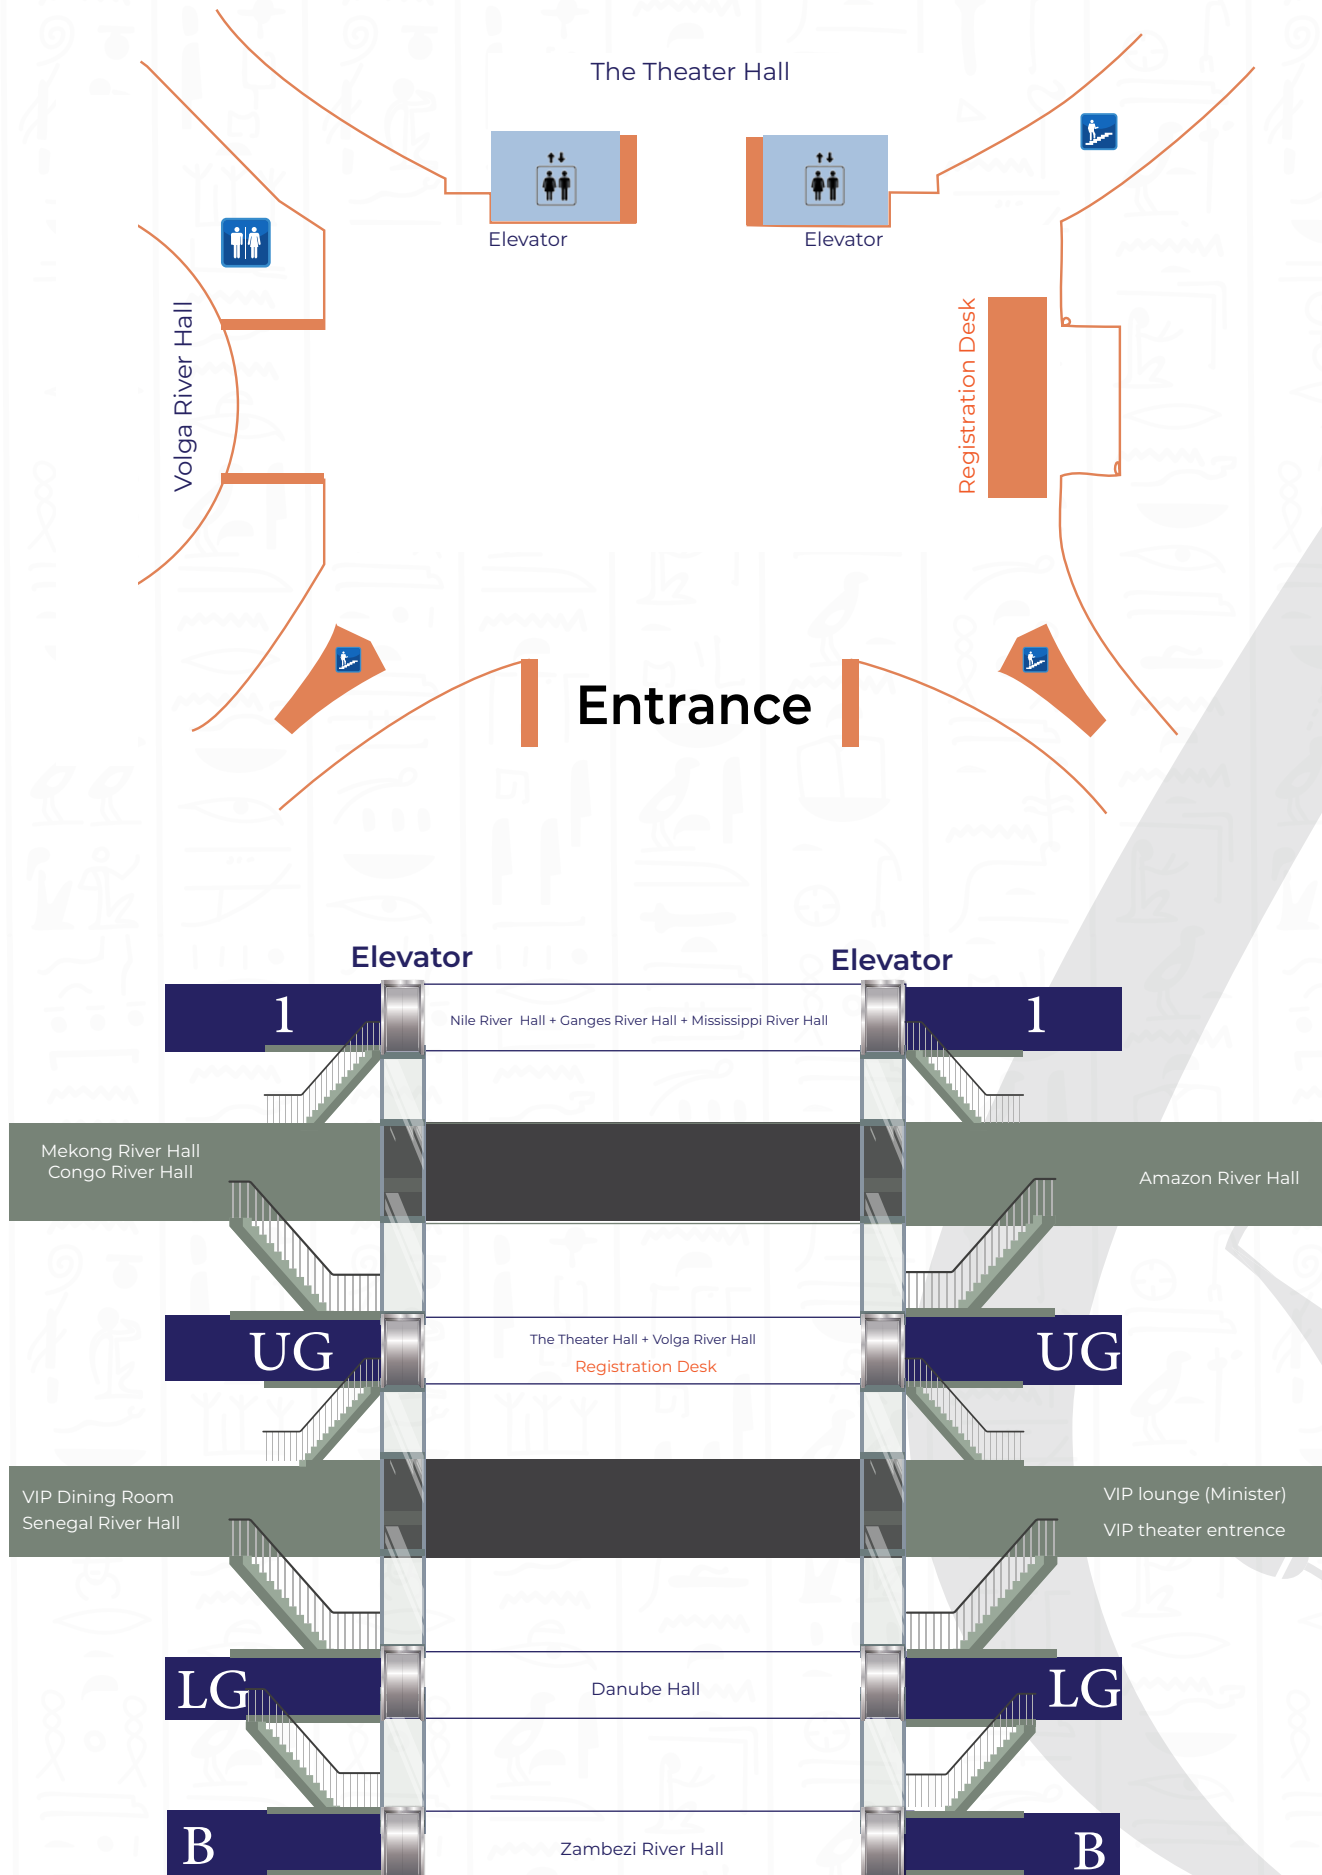 The Theater Hall
Elevator
Elevator
Volga River Hall
Registration Desk
Entrance
Elevator
Elevator
1
Nile River Hall + Ganges River Hall + Mississippi River Hall
1
Mekong River Hall
Congo River Hall
Amazon River Hall
UG
The Theater Hall + Volga River Hall
Registration Desk
UG
VIP Dining Room
Senegal River Hall
VIP lounge (Minister)
VIP theater entrence
LG
Danube Hall
LG
B
Zambezi River Hall
B